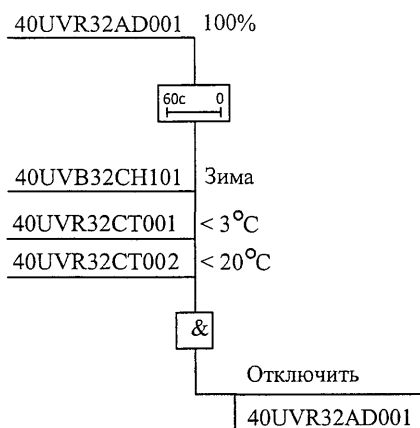 40UVR32AD001 100%
60с 0
40UVB32CH101 Зима
40UVR32CT001 < 3°C
40UVR32CT002 < 20°C
&
Отключить
40UVR32AD001